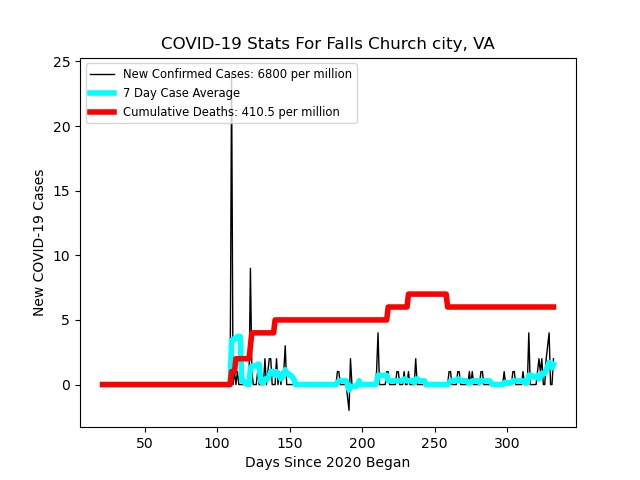 COVID-19 Stats For Falls Church city, VA
New Confirmed Cases: 6800 per million
7 Day Case Average
Cumulative Deaths: 410.5 per million
New COVID-19 Cases
25
20
15
10
5
0
50
100
150
200
250
300
Days Since 2020 Began